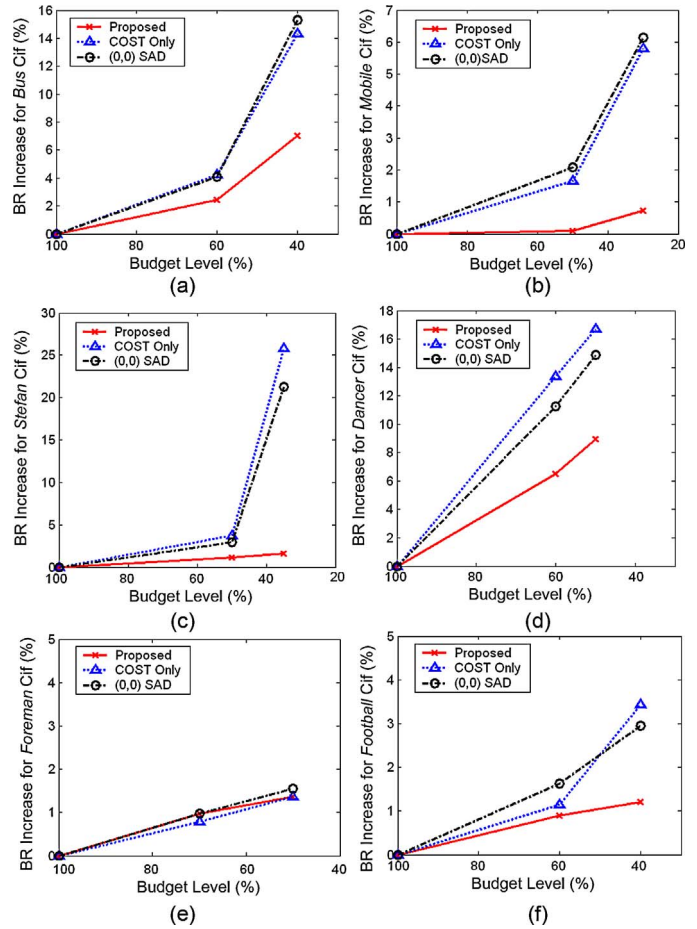 BR Increase for Bus Cif (%)
16
14
12
10
8
6
4
2
0
Proposed
COST Only
(0,0) SAD
100
80
60
40
Budget Level (%)
(a)
BR Increase for Mobile Cif (%)
6
5
4
3
2
1
0
Proposed
COST Only
(0,0)SAD
100
80
60
40
20
Budget Level (%)
(b)
BR Increase for Stefan Cif (%)
30
25
20
15
10
5
0
Proposed
COST Only
(0,0) SAD
100
80
60
40
20
Budget Level (%)
(c)
BR Increase for Dancer Cif (%)
18
16
14
12
10
8
6
4
2
0
Proposed
COST Only
(0,0) SAD
100
80
60
40
Budget Level (%)
(d)
BR Increase for Foreman Cif (%)
5
4
3
2
1
0
Proposed
COST Only
(0,0) SAD
100
80
60
40
Budget Level (%)
(e)
BR Increase for Football Cif (%)
5
4
3
2
1
0
Proposed
COST Only
(0,0) SAD
100
80
60
40
Budget Level (%)
(f)